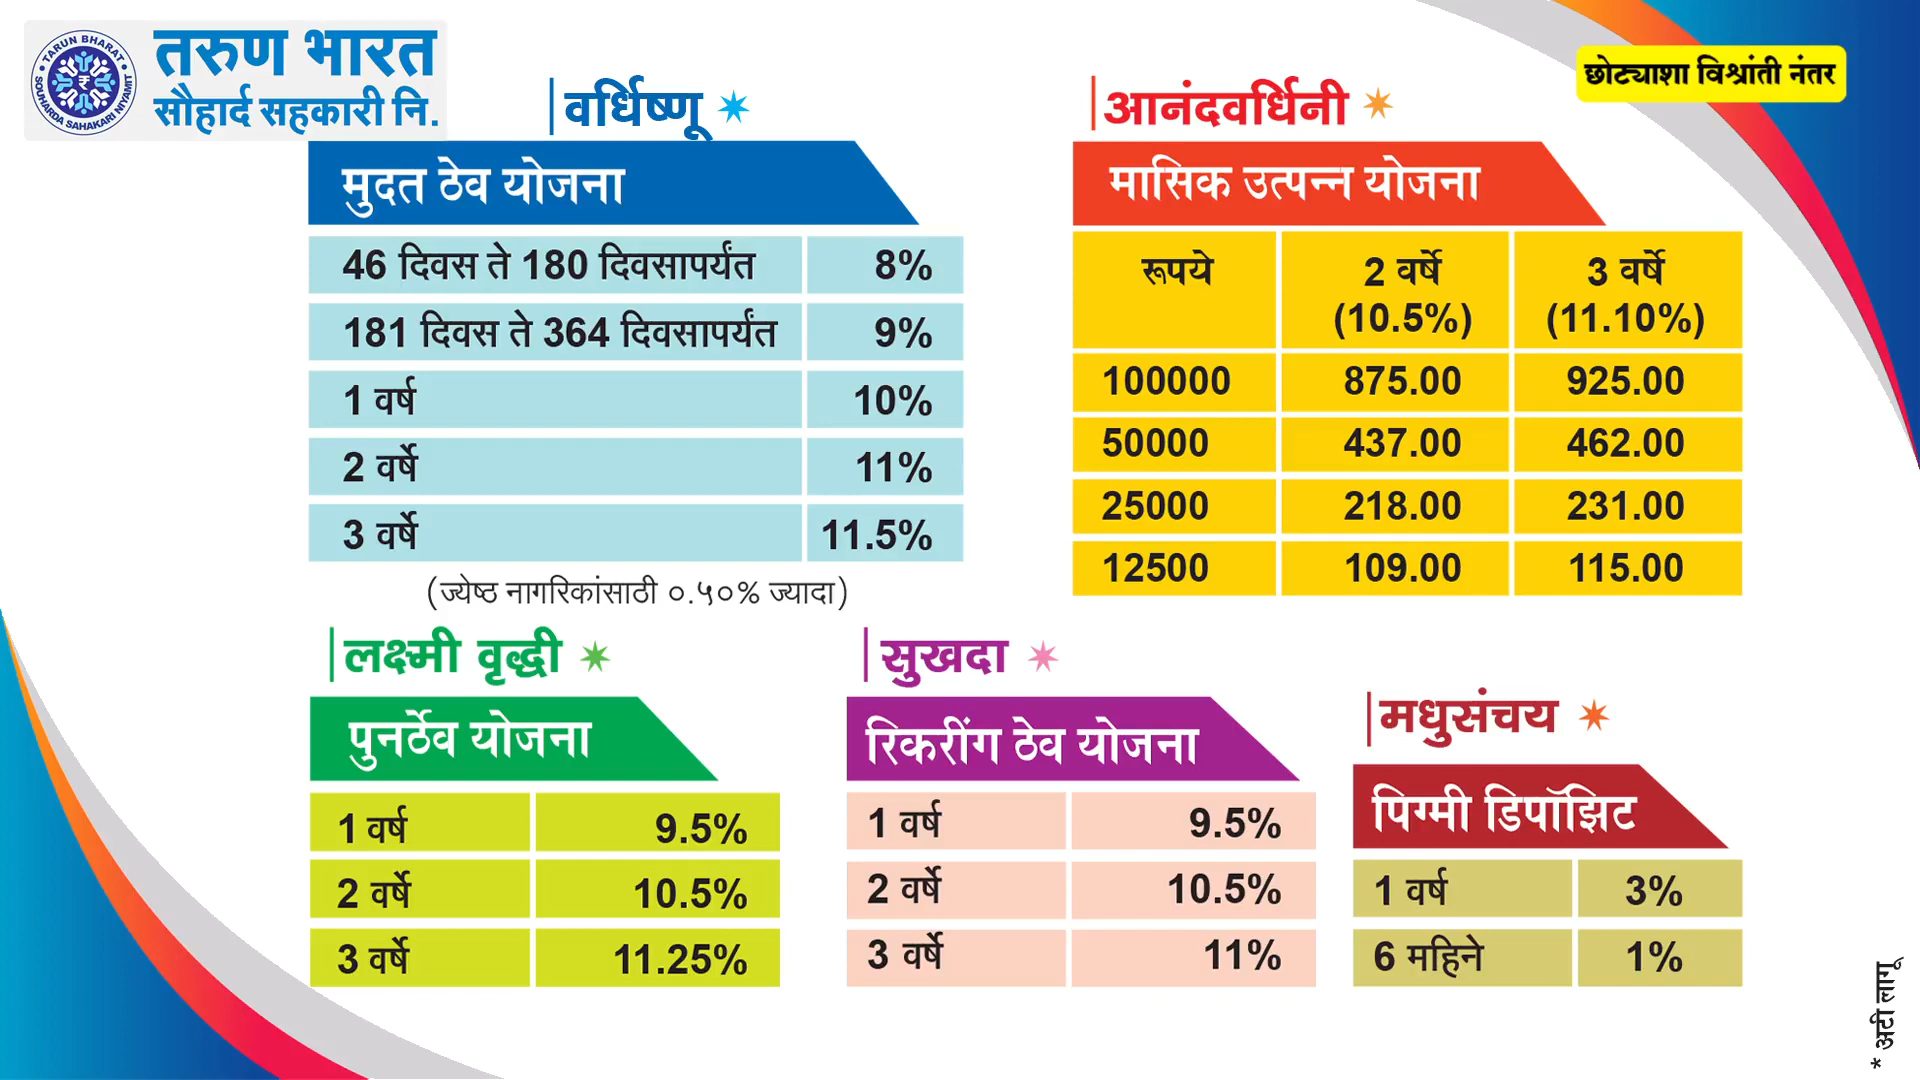 TARUN BHARAT
SOUHARDA SAHAKARI NIYAMIT
तरुण भारत
सौहार्द सहकारी नि.
छोट्याशा विश्रांती नंतर
वर्धिष्णू
मुदत ठेव योजना
46 दिवस ते 180 दिवसापर्यंत 8%
181 दिवस ते 364 दिवसापर्यंत 9%
1 वर्ष 10%
2 वर्षे 11%
3 वर्षे 11.5%
(ज्येष्ठ नागरिकांसाठी ०.५०% ज्यादा)
आनंदवर्धिनी
मासिक उत्पन्न योजना
रूपये 2 वर्षे 3 वर्षे
(10.5%) (11.10%)
100000 875.00 925.00
50000 437.00 462.00
25000 218.00 231.00
12500 109.00 115.00
लक्ष्मी वृद्धी
पुनर्ठेव योजना
1 वर्ष 9.5%
2 वर्षे 10.5%
3 वर्षे 11.25%
सुखदा
रिकरींग ठेव योजना
1 वर्ष 9.5%
2 वर्षे 10.5%
3 वर्षे 11%
मधुसंचय
पिग्मी डिपॉझिट
1 वर्ष 3%
6 महिने 1%
* अटी लागू